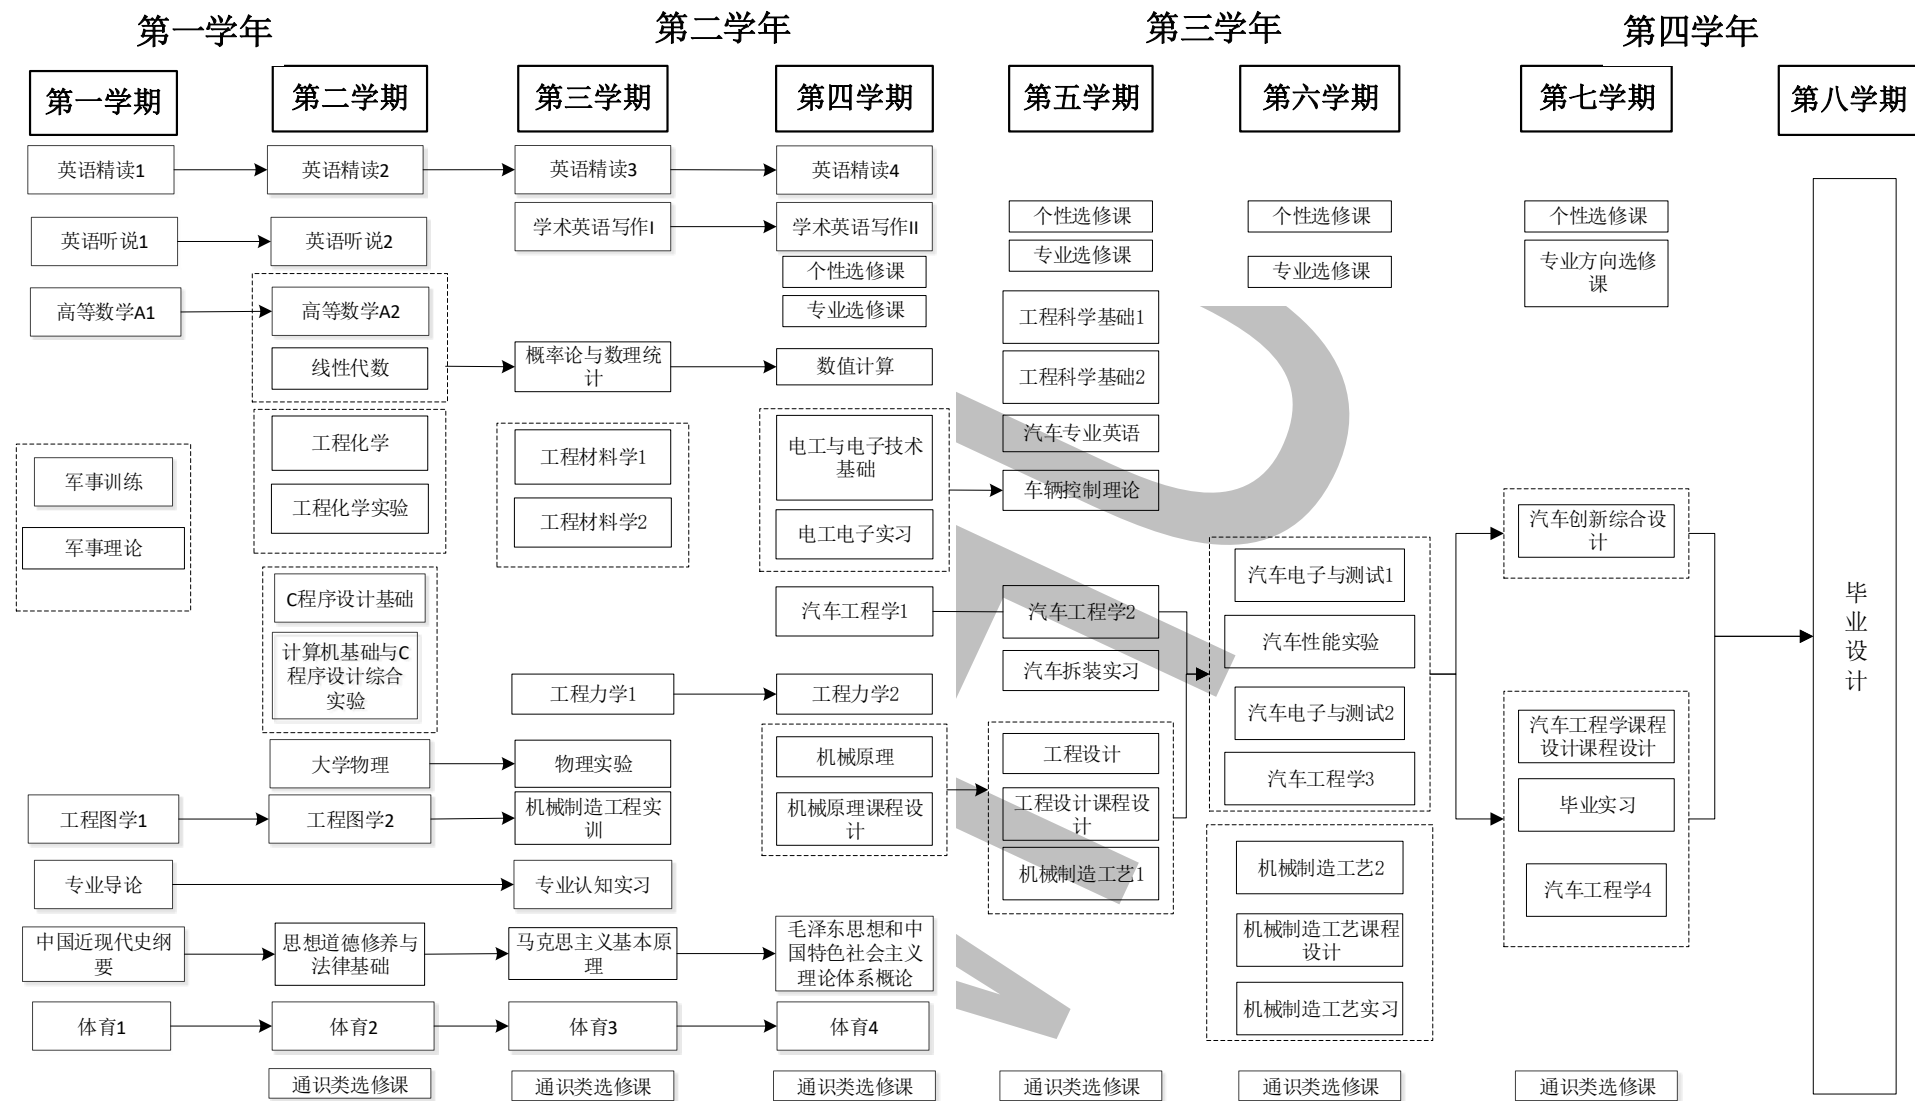 第一学年
第二学年
第三学年
第四学年
第一学期
第二学期
第三学期
第四学期
第五学期
第六学期
第七学期
第八学期
英语精读1
英语听说1
高等数学A1
军事训练
军事理论
工程图学1
专业导论
中国近现代史纲
要
体育1
英语精读2
英语听说2
高等数学A2
线性代数
工程化学
工程化学实验
C程序设计基础
计算机基础与C
程序设计综合
实验
大学物理
工程图学2
思想道德修养与
法律基础
体育2
通识类选修课
英语精读3
学术英语写作I
概率论与数理统
计
工程材料学1
工程材料学2
工程力学1
物理实验
机械制造工程实
训
专业认知实习
马克思主义基本原
理
体育3
通识类选修课
英语精读4
学术英语写作II
个性选修课
专业选修课
数值计算
电工与电子技术
基础
电工电子实习
汽车工程学1
工程力学2
机械原理
机械原理课程设
计
毛泽东思想和中
国特色社会主义
理论体系概论
体育4
通识类选修课
个性选修课
专业选修课
工程科学基础1
工程科学基础2
汽车专业英语
车辆控制理论
汽车工程学2
汽车拆装实习
工程设计
工程设计课程设
计
机械制造工艺1
通识类选修课
个性选修课
专业选修课
汽车电子与测试1
汽车性能实验
汽车电子与测试2
汽车工程学3
机械制造工艺2
机械制造工艺课程
设计
机械制造工艺实习
通识类选修课
个性选修课
专业方向选修
课
汽车创新综合设
计
汽车工程学课程
设计课程设计
毕业实习
汽车工程学4
通识类选修课
毕
业
设
计